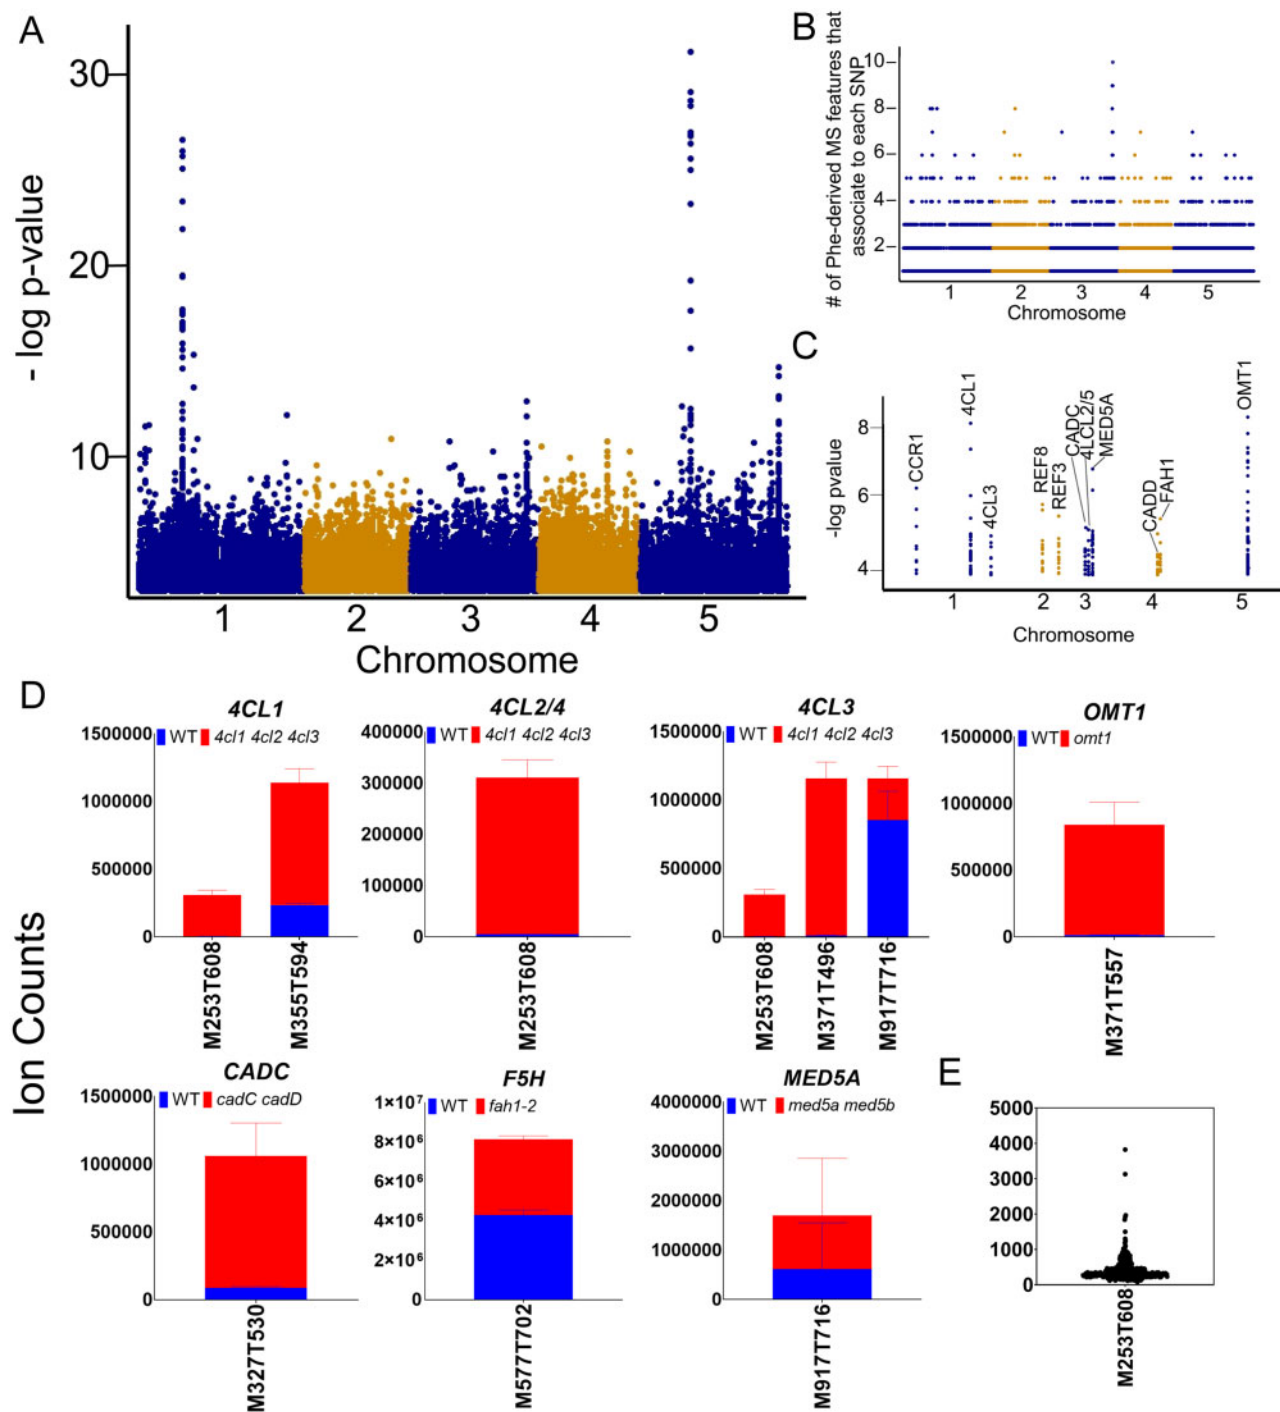 A
- log p-value
30
20
10
1 2 3 4 5
Chromosome
B
# of Phe-derived MS features that
associate to each SNP
10
8
6
4
2
1 2 3 4 5
Chromosome
C
-log pvalue
8
6
4
CCR1
4CL1
4CL3
REF8
REF3
CADC
4LCL2/5
MED5A
CADD
FAH1
OMT1
1 2 3 4 5
Chromosome
D
Ion Counts
4CL1
WT 4cl1 4cl2 4cl3
1500000
1000000
500000
0
M253T608
M355T594
4CL2/4
WT 4cl1 4cl2 4cl3
400000
300000
200000
100000
0
M253T608
4CL3
WT 4cl1 4cl2 4cl3
1500000
1000000
500000
0
M253T608
M371T496
M917T716
OMT1
WT omt1
1500000
1000000
500000
0
M371T557
CADC
WT cadC cadD
1500000
1000000
500000
0
M327T530
F5H
WT fah1-2
1×10⁷
8×10⁶
6×10⁶
4×10⁶
2×10⁶
0
M577T702
MED5A
WT med5a med5b
4000000
3000000
2000000
1000000
0
M917T716
E
5000
4000
3000
2000
1000
0
M253T608